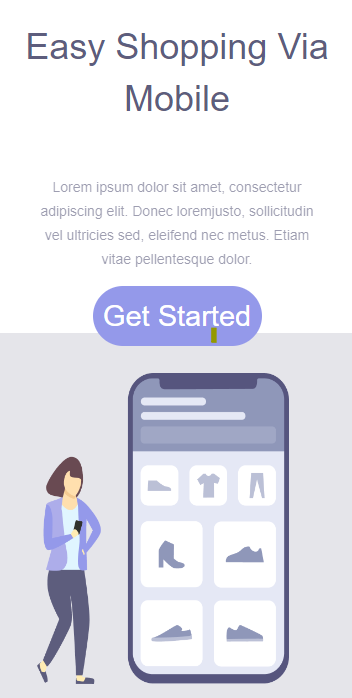 Easy Shopping Via
Mobile
Lorem ipsum dolor sit amet, consectetur
adipiscing elit. Donec loremjusto, sollicitudin
vel ultricies sed, eleifend nec metus. Etiam
vitae pellentesque dolor.
Get Started